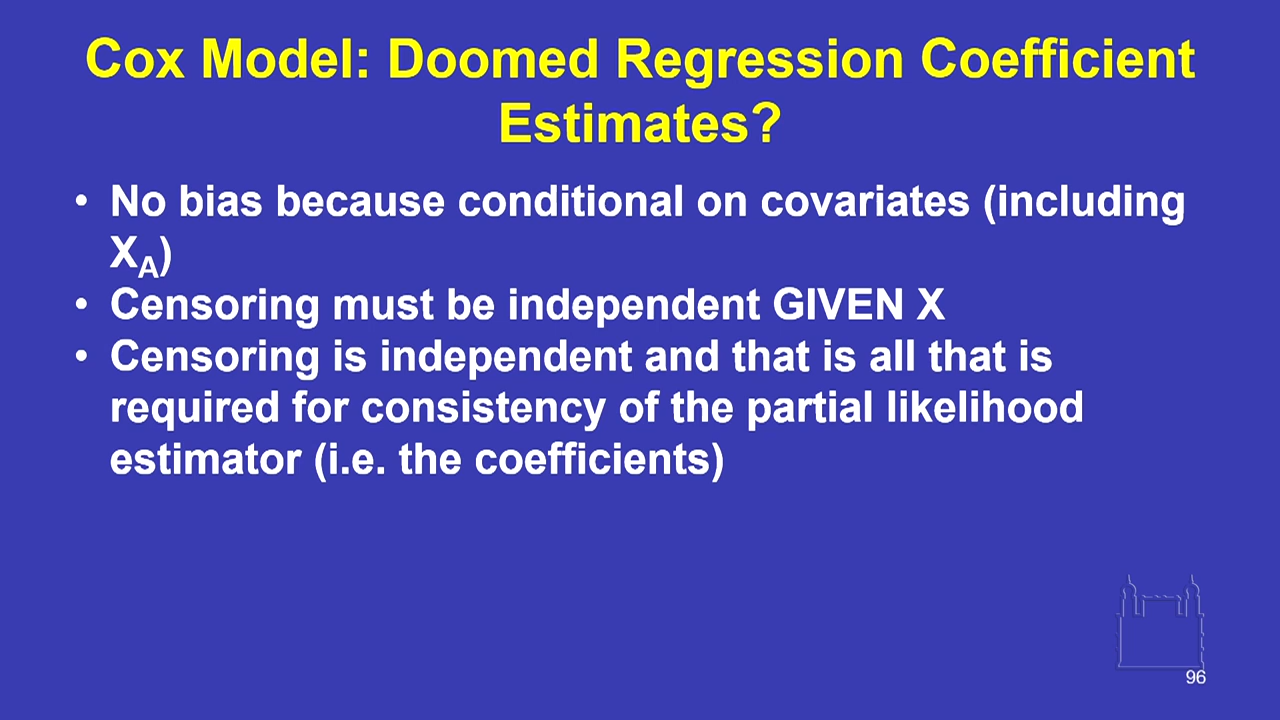 Cox Model: Doomed Regression Coefficient
Estimates?
• No bias because conditional on covariates (including
X_A)
• Censoring must be independent GIVEN X
• Censoring is independent and that is all that is
required for consistency of the partial likelihood
estimator (i.e. the coefficients)
96